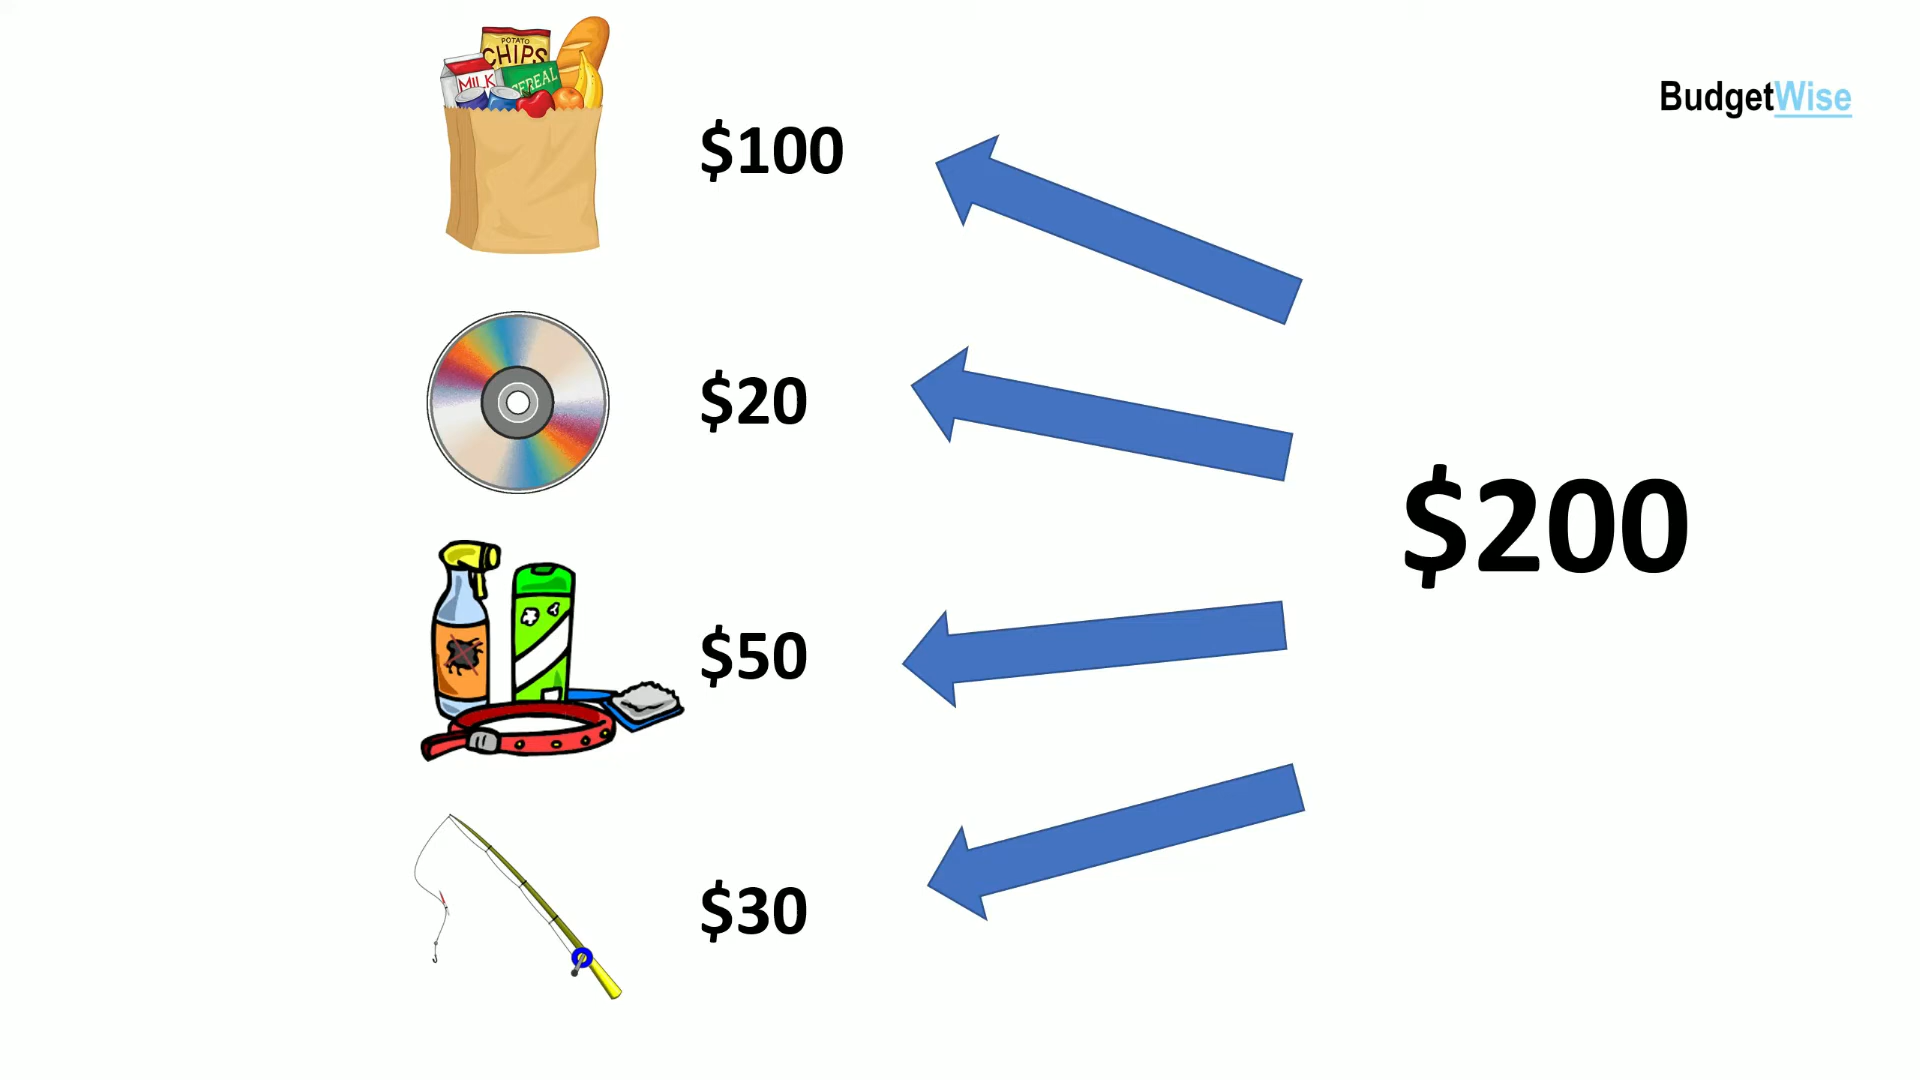 POTATO
CHIPS
MILK
CEREAL
BudgetWise
$100
$20
$200
$50
$30